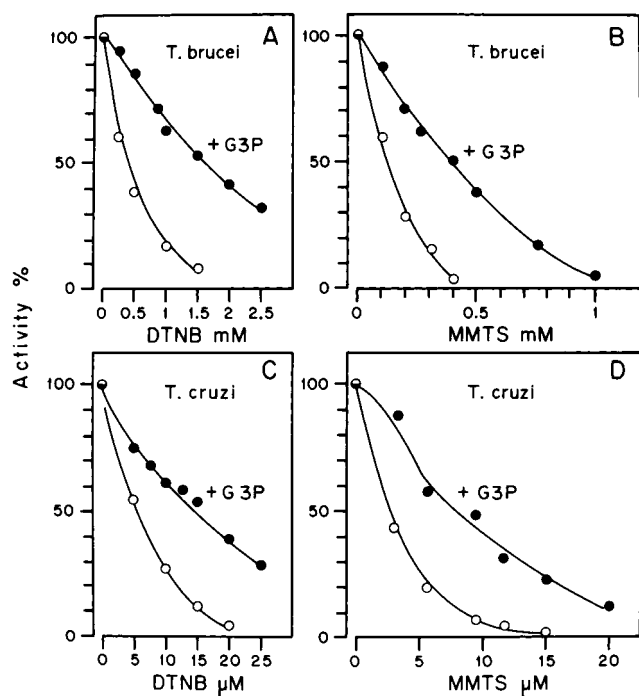 Activity %
A
T. brucei
+ G3P
100
50
0
0 0.5 1 1.5 2 2.5
DTNB mM
B
T. brucei
+ G3P
100
50
0
0 0.5 1
MMTS mM
C
T. cruzi
+ G3P
100
50
0
0 5 10 15 20 25
DTNB µM
D
T. cruzi
+ G3P
100
50
0
0 5 10 15 20
MMTS µM